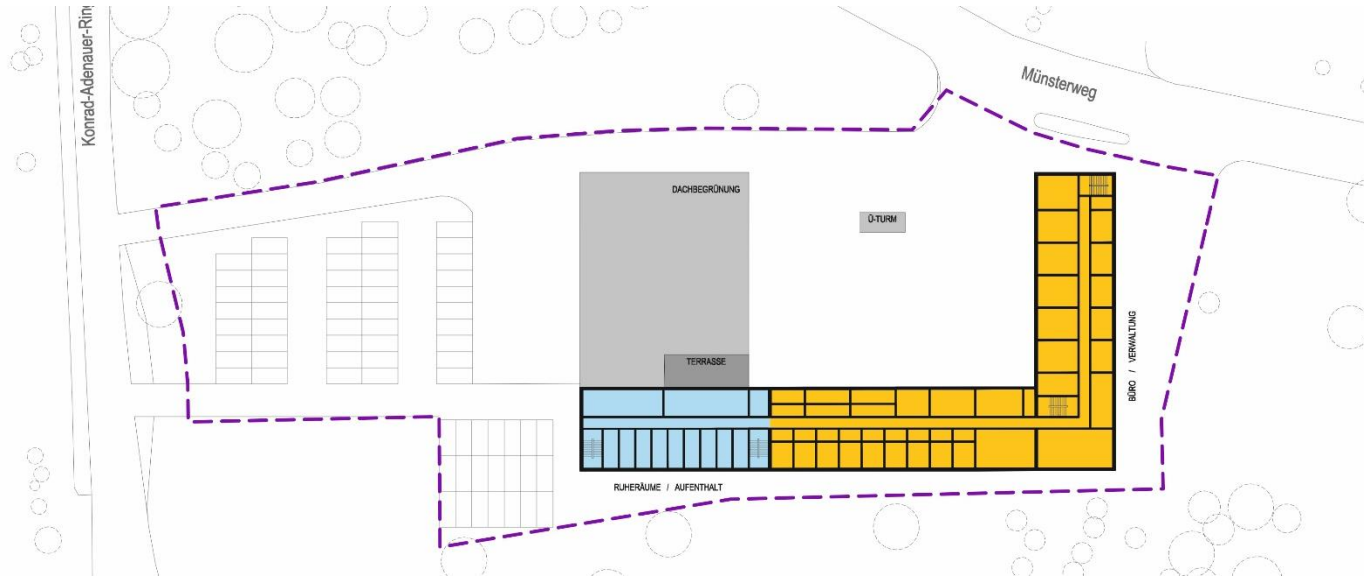 Konrad-Adenauer-Ring
Münsterweg
DACHBEGRÜNUNG
Ü-TURM
TERRASSE
BÜRO / VERWALTUNG
RUHERÄUME / AUFENTHALT